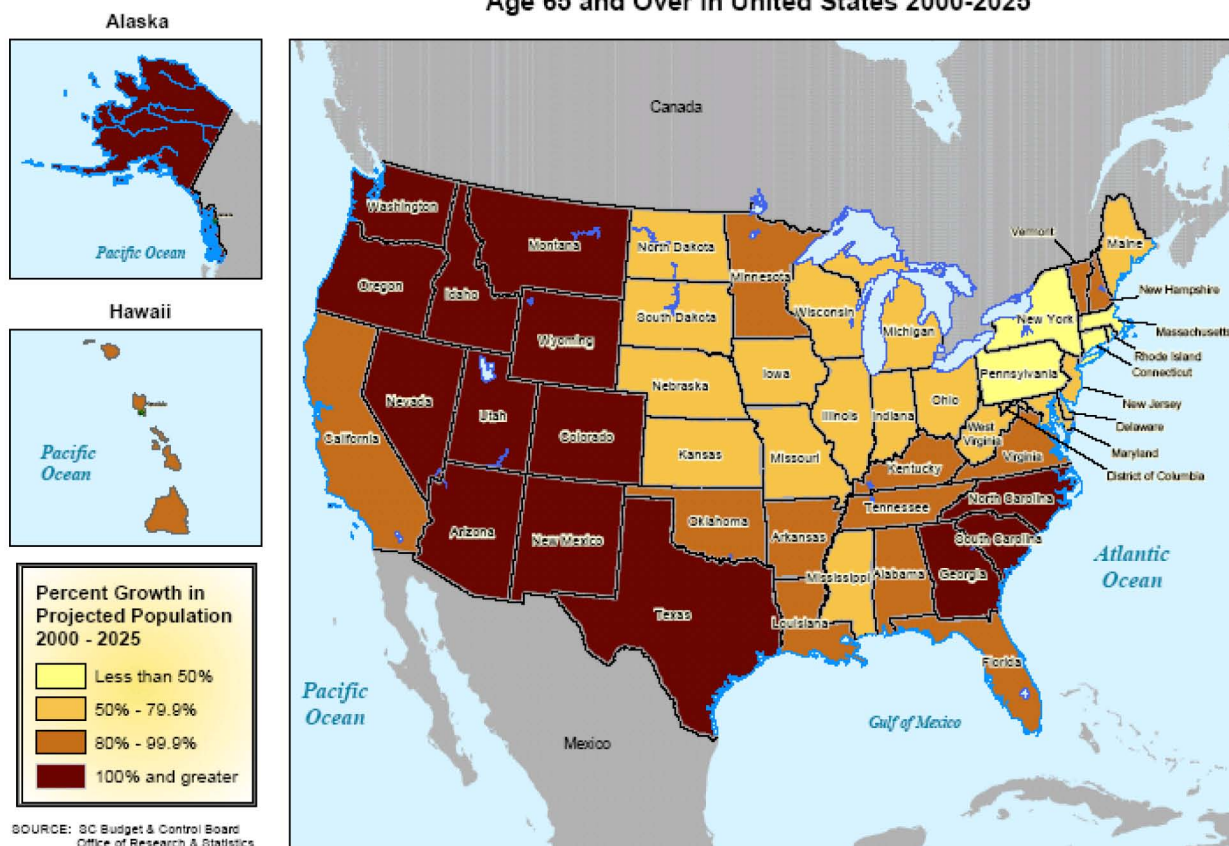 Age 65 and Over in United States 2000-2025
Alaska
Pacific Ocean
Hawaii
Pacific
Ocean
Percent Growth in
Projected Population
2000 - 2025
Less than 50%
50% - 79.9%
80% - 99.9%
100% and greater
SOURCE: SC Budget & Control Board
Office of Research & Statistics
Canada
Washington
Montana
North Dakota
Minnesota
Vermont
Maine
Oregon
Idaho
South Dakota
Wisconsin
Michigan
New York
New Hampshire
Massachusett
Rhode Island
Connecticut
Wyoming
Nebraska
Iowa
Pennsylvania
New Jersey
Nevada
Utah
Colorado
Illinois
Indiana
Ohio
Delaware
California
Kansas
Missouri
West
Virginia
Virginia
Maryland
District of Columbia
Kentucky
Arizona
New Mexico
Oklahoma
Arkansas
Tennessee
North Carolina
South Carolina
Texas
Mississippi
Alabama
Georgia
Atlantic
Ocean
Louisiana
Florida
Pacific
Ocean
Gulf of Mexico
Mexico